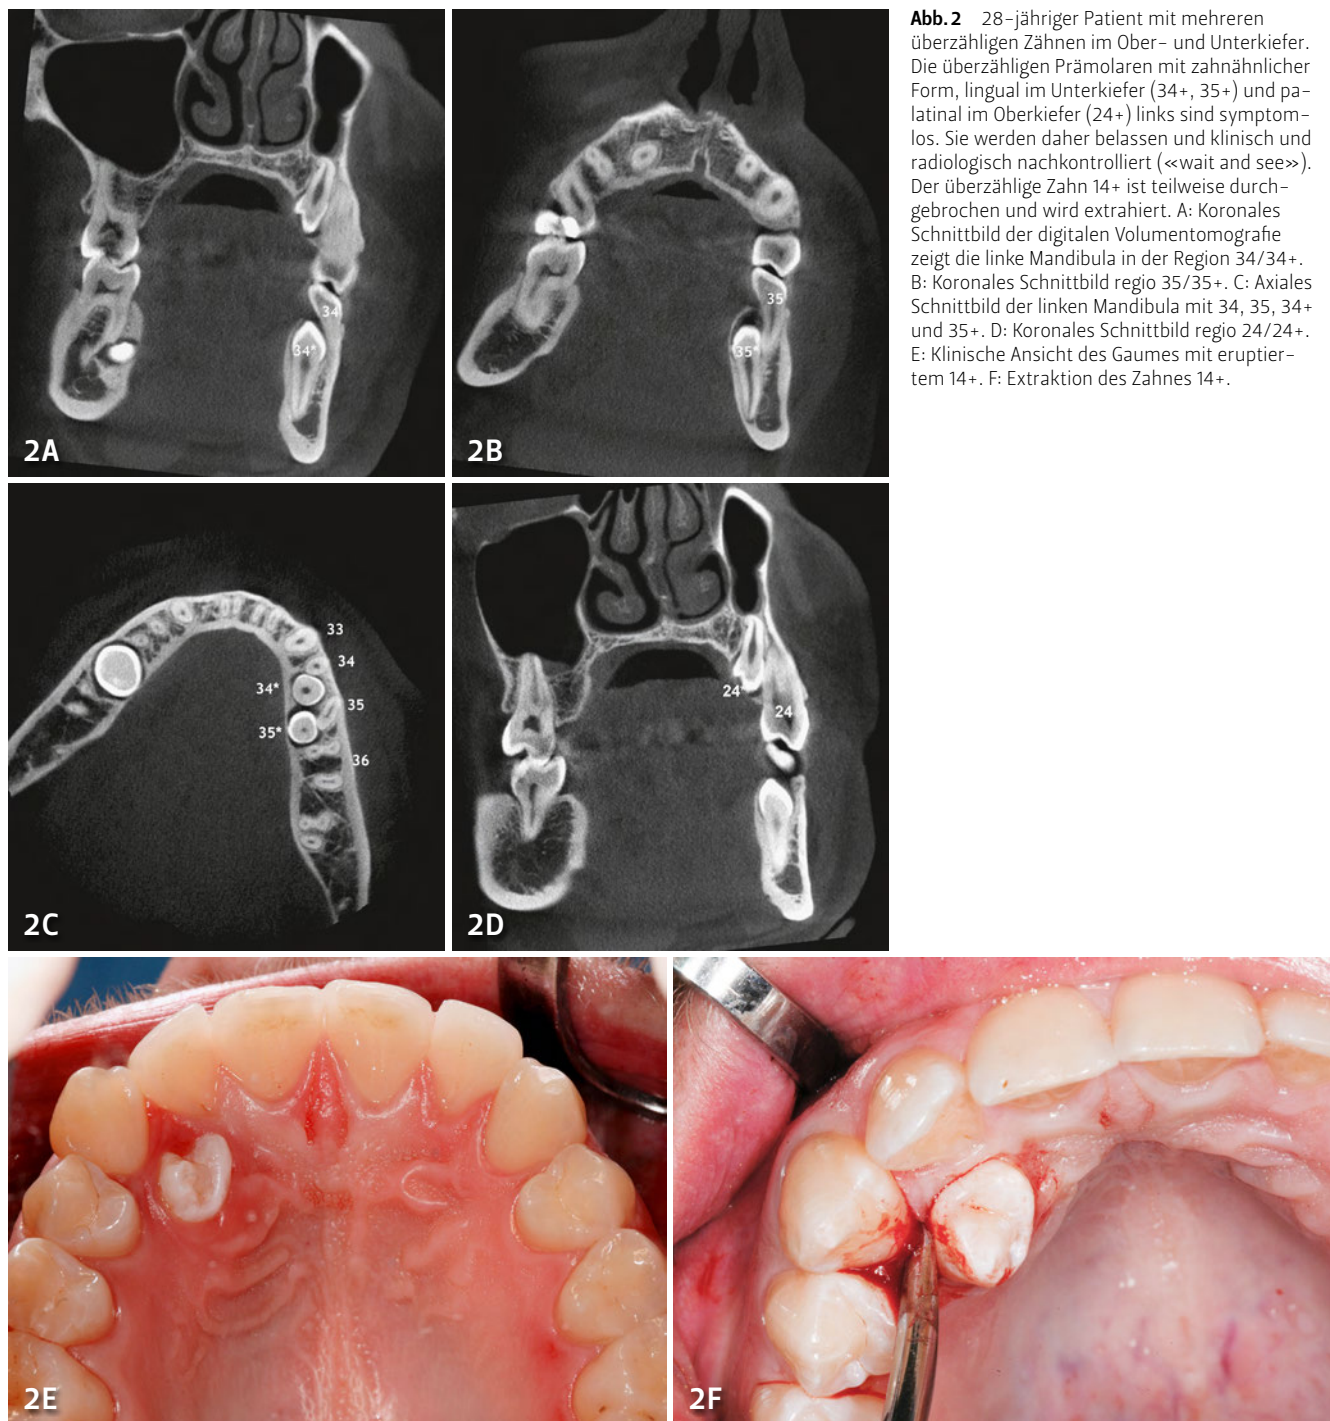 Abb. 2 28-jähriger Patient mit mehreren
überzähligen Zähnen im Ober- und Unterkiefer.
Die überzähligen Prämolaren mit zahnähnlicher
Form, lingual im Unterkiefer (34+, 35+) und pa-
latinal im Oberkiefer (24+) links sind symptom-
los. Sie werden daher belassen und klinisch und
radiologisch nachkontrolliert («wait and see»).
Der überzählige Zahn 14+ ist teilweise durch-
gebrochen und wird extrahiert. A: Koronales
Schnittbild der digitalen Volumentomografie
zeigt die linke Mandibula in der Region 34/34+.
B: Koronales Schnittbild regio 35/35+. C: Axiales
Schnittbild der linken Mandibula mit 34, 35, 34+
und 35+. D: Koronales Schnittbild regio 24/24+.
E: Klinische Ansicht des Gaumes mit eruptier-
tem 14+. F: Extraktion des Zahnes 14+.
34
34*
2A
35
35*
2B
33
34
34*
35
35*
36
2C
24
24
2D
2E
2F